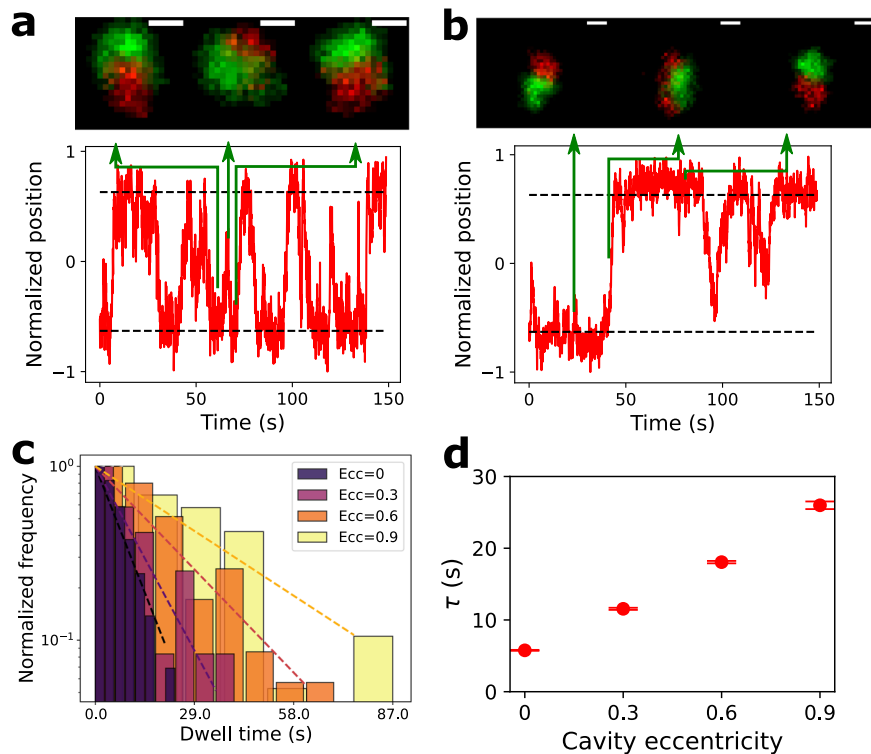 a
b
1
0
−1
Normalized position
0
50
100
150
Time (s)
1
0
−1
Normalized position
0
50
100
150
Time (s)
c
10⁰
10⁻¹
Normalized frequency
Ecc=0
Ecc=0.3
Ecc=0.6
Ecc=0.9
0.0
29.0
58.0
87.0
Dwell time (s)
d
30
20
10
0
τ (s)
0
0.3
0.6
0.9
Cavity eccentricity